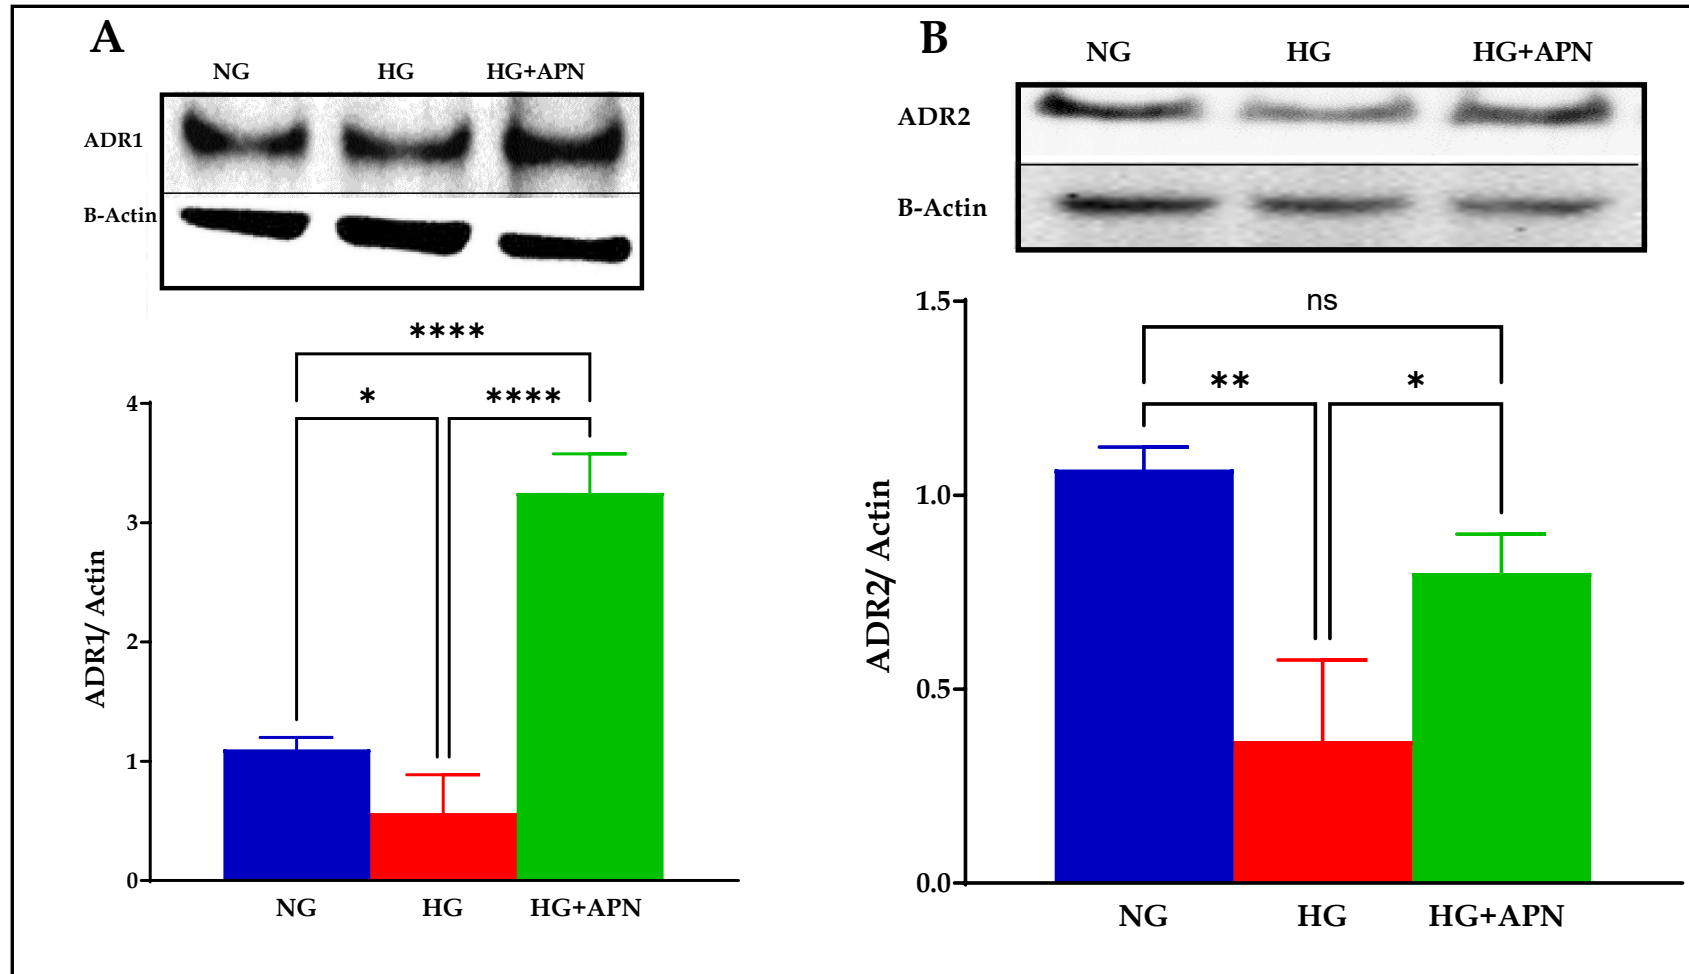 A
NG HG HG+APN
ADR1
B-Actin
****
* ****
4
3
2
1
0
ADR1/ Actin
NG HG HG+APN
B
NG HG HG+APN
ADR2
B-Actin
ns
** *
1.5
1.0
0.5
0.0
ADR2/ Actin
NG HG HG+APN